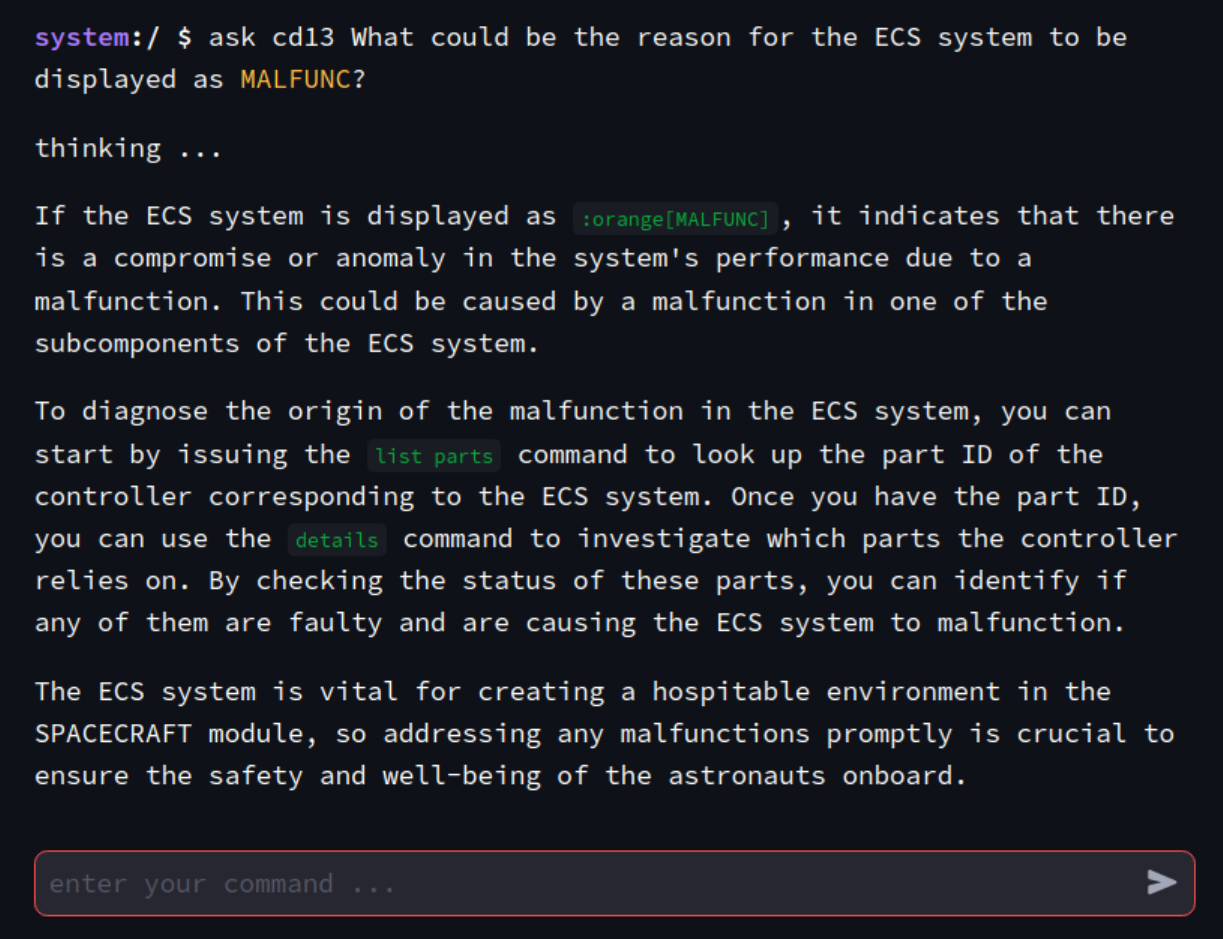 system:/ $ ask cd13 What could be the reason for the ECS system to be
displayed as MALFUNC?
thinking ...
If the ECS system is displayed as :orange[MALFUNC], it indicates that there
is a compromise or anomaly in the system's performance due to a
malfunction. This could be caused by a malfunction in one of the
subcomponents of the ECS system.
To diagnose the origin of the malfunction in the ECS system, you can
start by issuing the list parts command to look up the part ID of the
controller corresponding to the ECS system. Once you have the part ID,
you can use the details command to investigate which parts the controller
relies on. By checking the status of these parts, you can identify if
any of them are faulty and are causing the ECS system to malfunction.
The ECS system is vital for creating a hospitable environment in the
SPACECRAFT module, so addressing any malfunctions promptly is crucial to
ensure the safety and well-being of the astronauts onboard.
enter your command ...